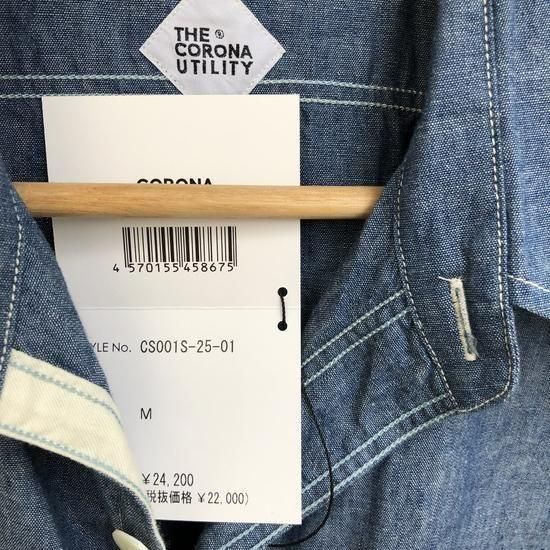 THE
CORONA
UTILITY
CORONA
4 570155 458675
YLE No. CS001S-25-01
M
¥24,200
税抜価格 ¥22,000)